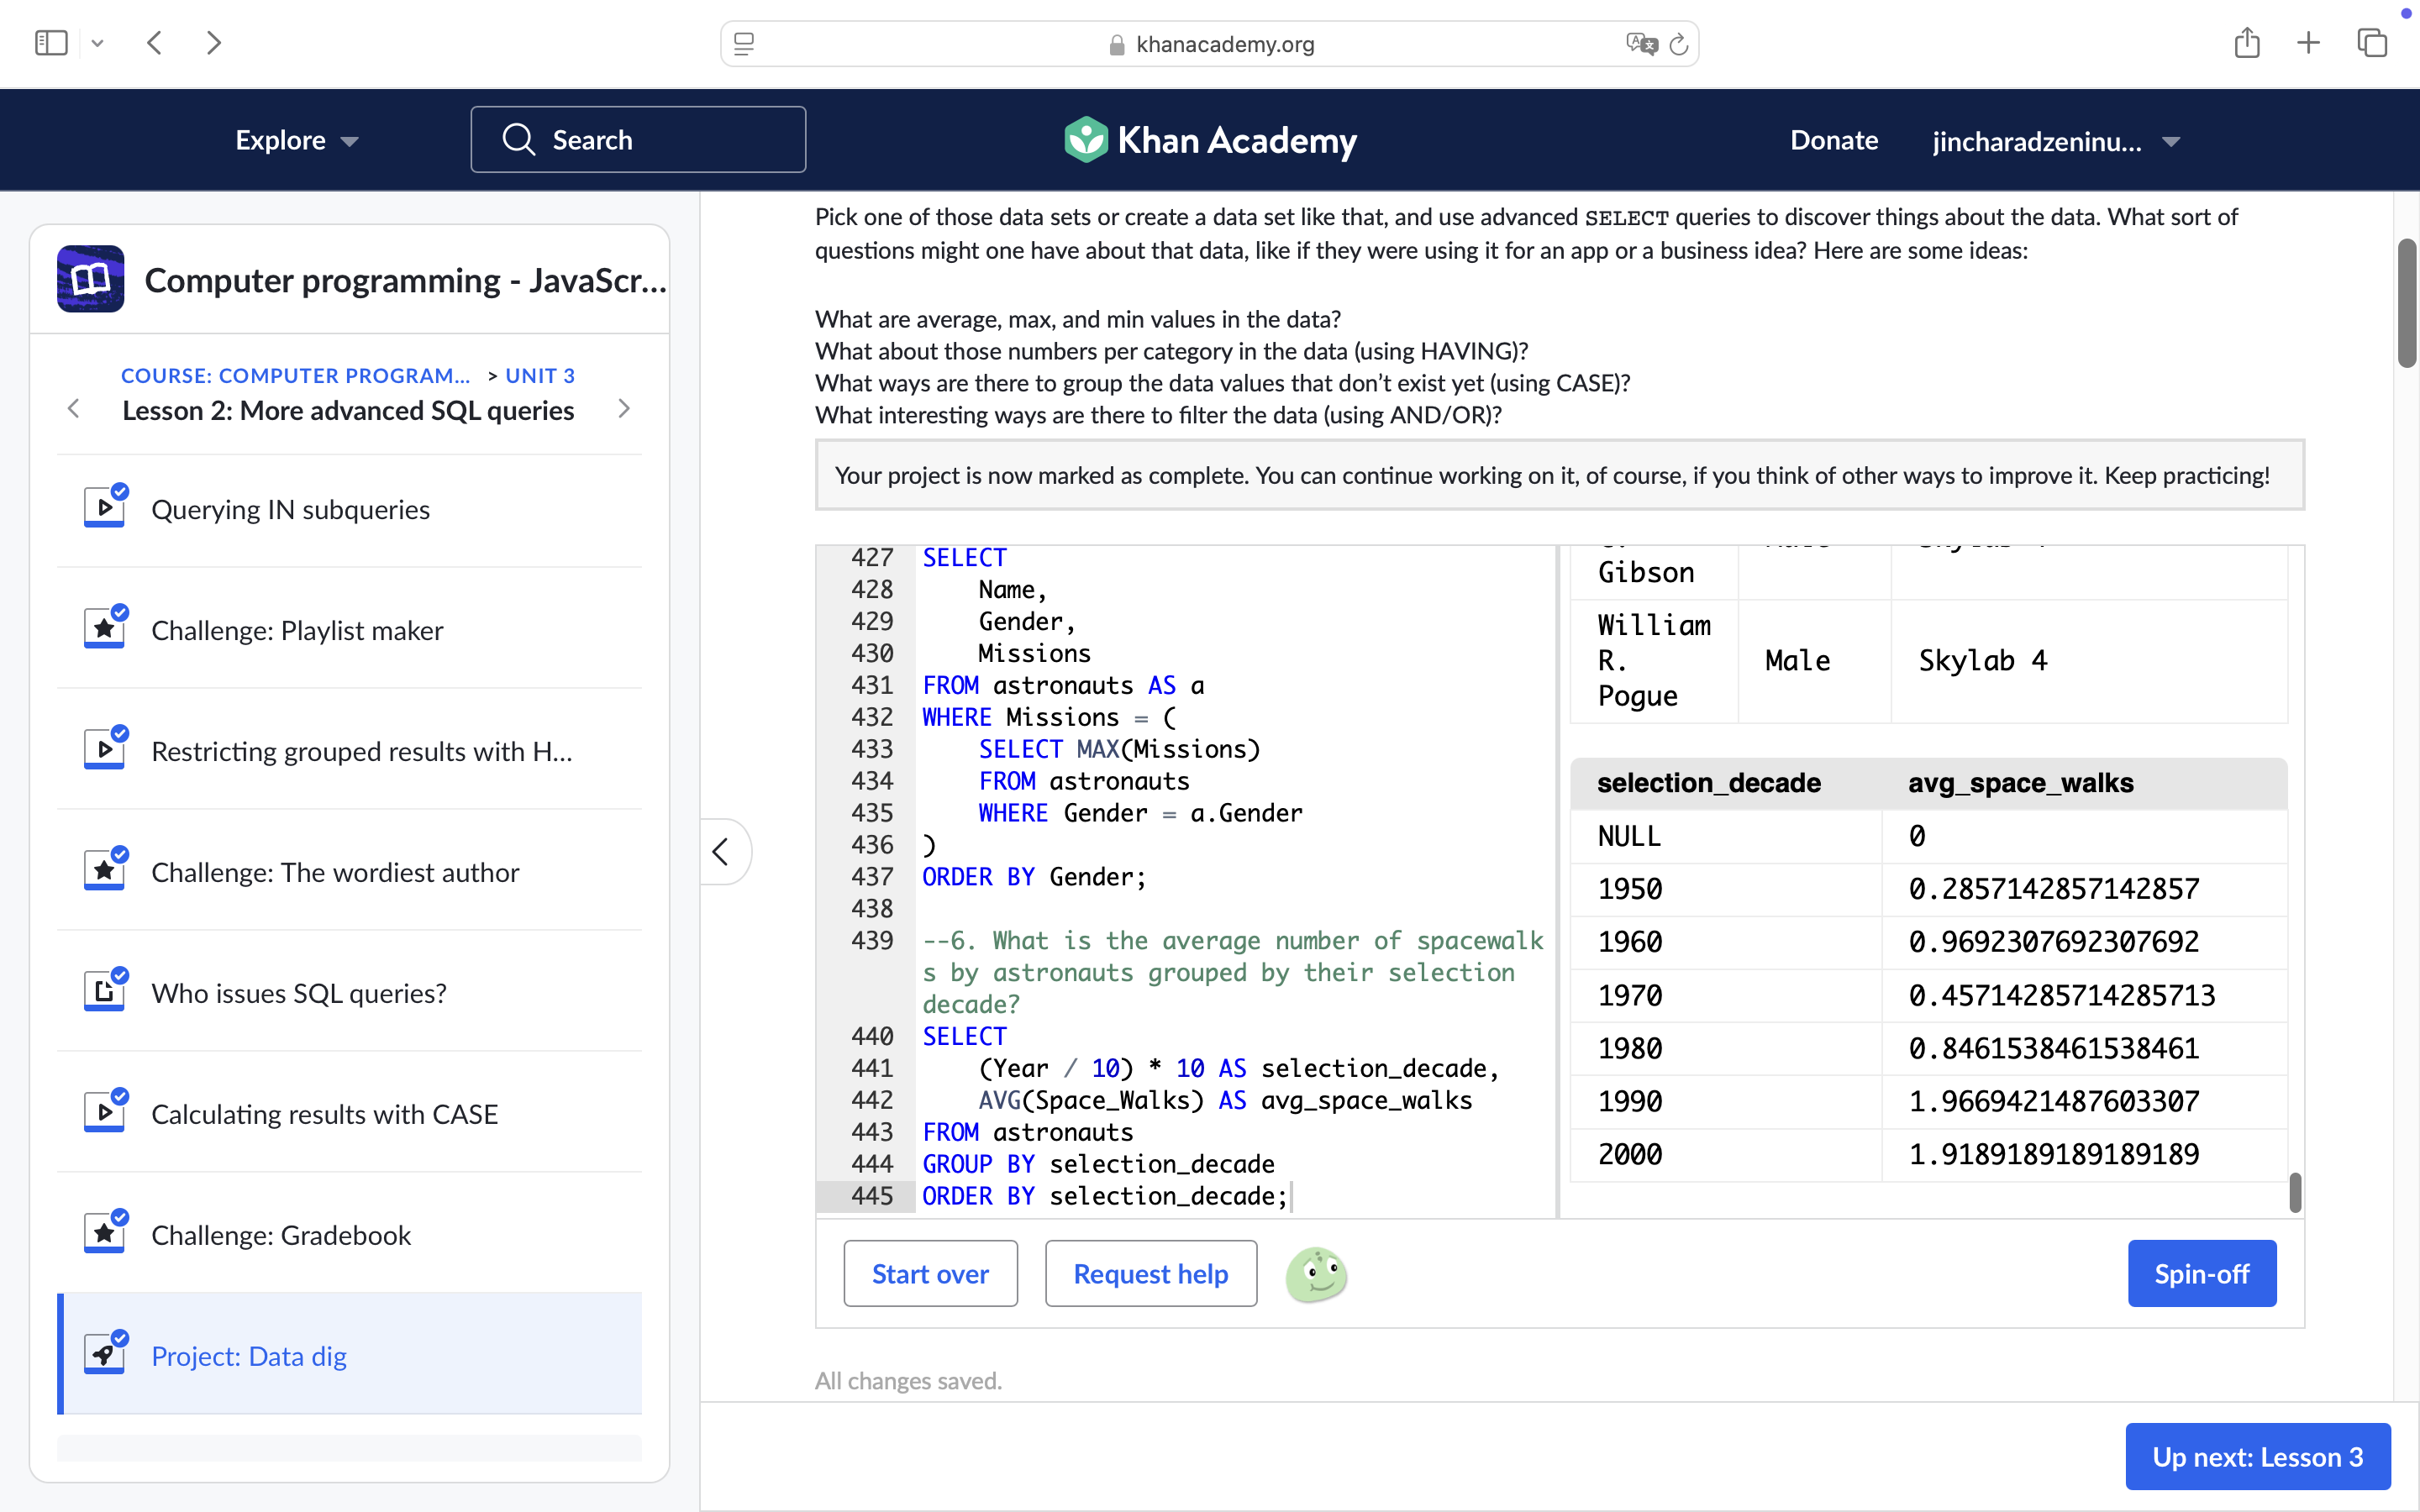 khanacademy.org
Explore
Search
Khan Academy
Donate
jincharadzeninu...
Computer programming - JavaScr...
COURSE: COMPUTER PROGRAM... > UNIT 3
Lesson 2: More advanced SQL queries
Querying IN subqueries
Challenge: Playlist maker
Restricting grouped results with H...
Challenge: The wordiest author
Who issues SQL queries?
Calculating results with CASE
Challenge: Gradebook
Project: Data dig
Pick one of those data sets or create a data set like that, and use advanced SELECT queries to discover things about the data. What sort of
questions might one have about that data, like if they were using it for an app or a business idea? Here are some ideas:
What are average, max, and min values in the data?
What about those numbers per category in the data (using HAVING)?
What ways are there to group the data values that don’t exist yet (using CASE)?
What interesting ways are there to filter the data (using AND/OR)?
Your project is now marked as complete. You can continue working on it, of course, if you think of other ways to improve it. Keep practicing!
427 SELECT
428 Name,
429 Gender,
430 Missions
431 FROM astronauts AS a
432 WHERE Missions = (
433 SELECT MAX(Missions)
434 FROM astronauts
435 WHERE Gender = a.Gender
436 )
437 ORDER BY Gender;
438
439 --6. What is the average number of spacewalk
s by astronauts grouped by their selection
decade?
440 SELECT
441 (Year / 10) * 10 AS selection_decade,
442 AVG(Space_Walks) AS avg_space_walks
443 FROM astronauts
444 GROUP BY selection_decade
445 ORDER BY selection_decade;
Gibson
William
R.
Pogue
Male
Skylab 4
selection_decade avg_space_walks
NULL 0
1950 0.2857142857142857
1960 0.9692307692307692
1970 0.45714285714285713
1980 0.8461538461538461
1990 1.9669421487603307
2000 1.9189189189189189
Start over
Request help
Spin-off
All changes saved.
Up next: Lesson 3